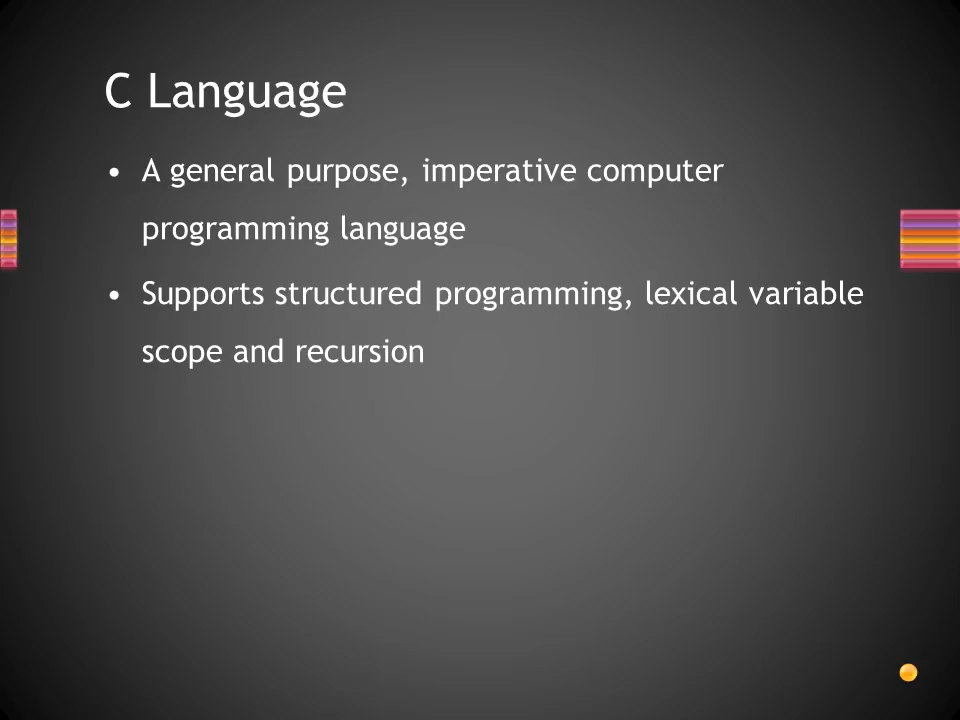 C Language
• A general purpose, imperative computer
programming language
• Supports structured programming, lexical variable
scope and recursion